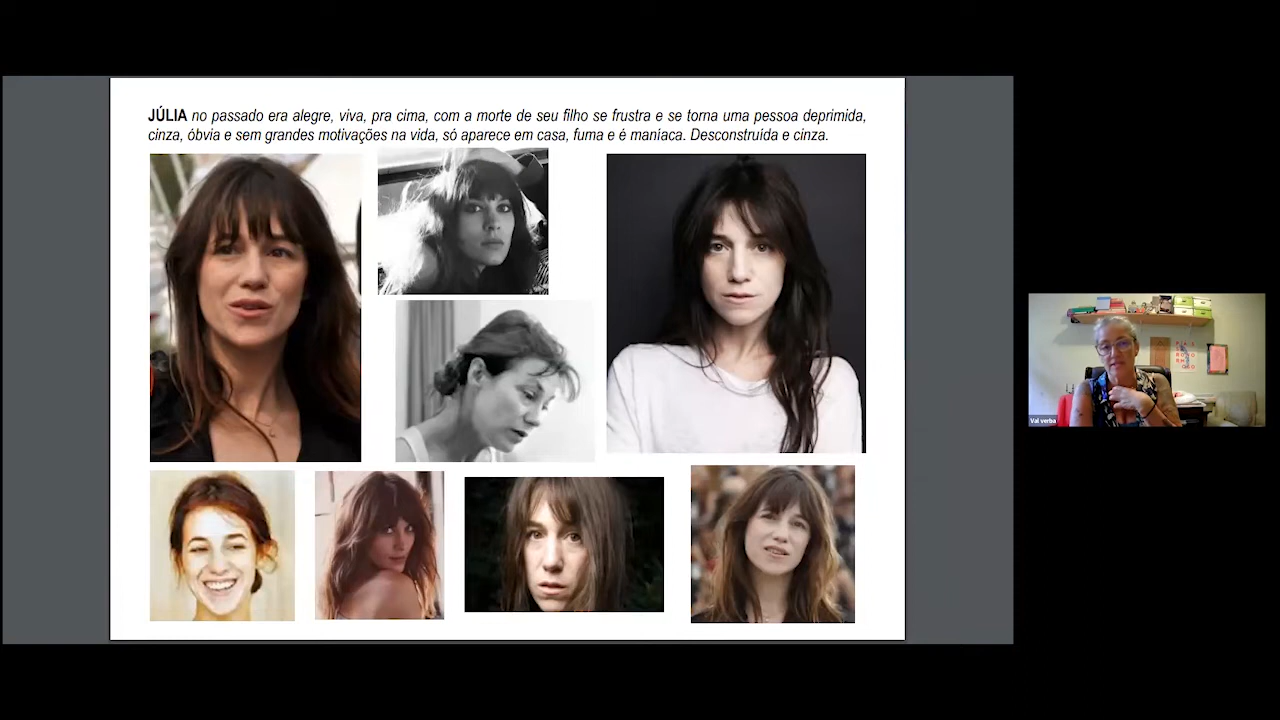 JÚLIA no passado era alegre, viva, pra cima, com a morte de seu filho se frustra e se torna uma pessoa deprimida,
cinza, óbvia e sem grandes motivações na vida, só aparece em casa, fuma e é maníaca. Desconstruida e cinza.
Val verba